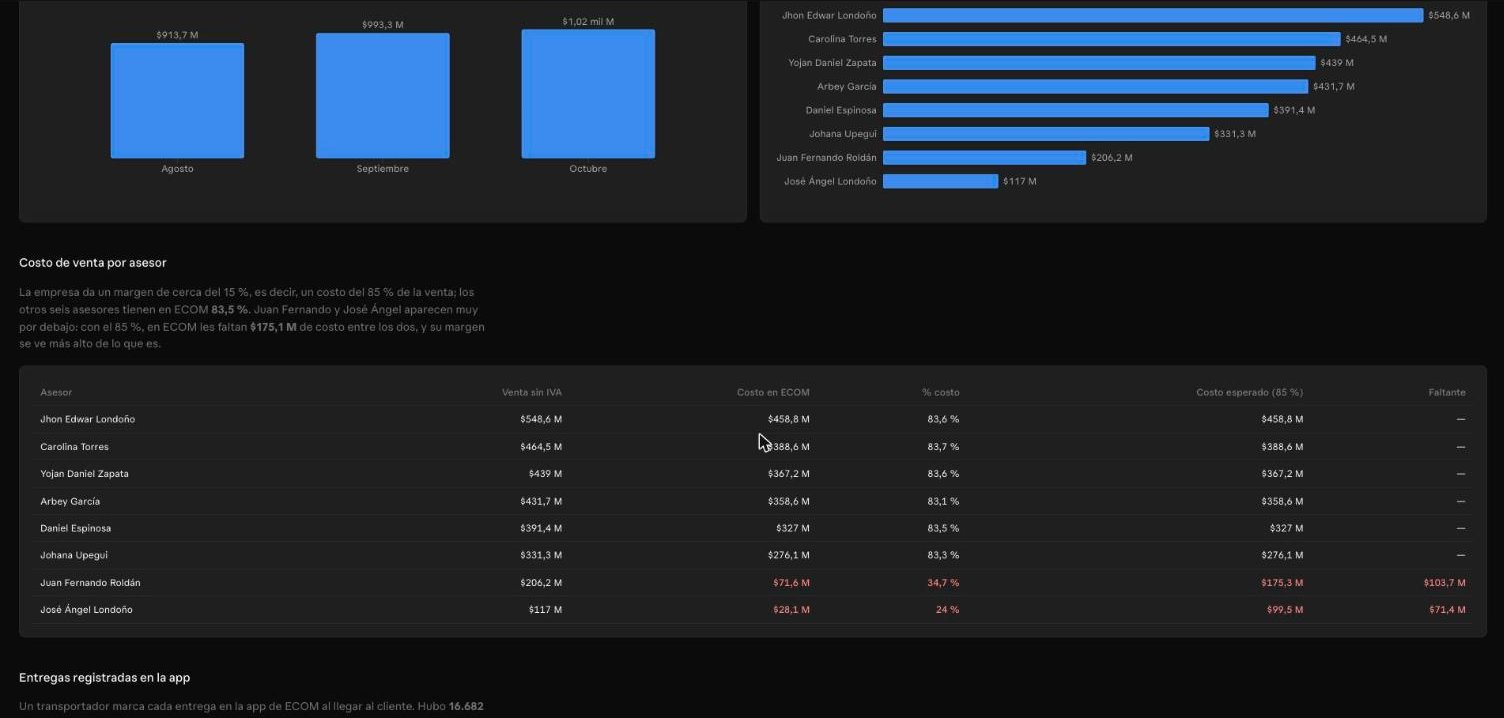 $913,7 M
$993,3 M
$1,02 mil M
Agosto
Septiembre
Octubre
Jhon Edwar Londoño $548,6 M
Carolina Torres $464,5 M
Yojan Daniel Zapata $439 M
Arbey García $431,7 M
Daniel Espinosa $391,4 M
Johana Upegui $331,3 M
Juan Fernando Roldán $206,2 M
José Ángel Londoño $117 M
Costo de venta por asesor
La empresa da un margen de cerca del 15 %, es decir, un costo del 85 % de la venta; los
otros seis asesores tienen en ECOM 83,5 %. Juan Fernando y José Ángel aparecen muy
por debajo: con el 85 %, en ECOM les faltan $175,1 M de costo entre los dos, y su margen
se ve más alto de lo que es.
Asesor Venta sin IVA Costo en ECOM % costo Costo esperado (85 %) Faltante
Jhon Edwar Londoño $548,6 M $458,8 M 83,6 % $458,8 M —
Carolina Torres $464,5 M $388,6 M 83,7 % $388,6 M —
Yojan Daniel Zapata $439 M $367,2 M 83,6 % $367,2 M —
Arbey García $431,7 M $358,6 M 83,1 % $358,6 M —
Daniel Espinosa $391,4 M $327 M 83,5 % $327 M —
Johana Upegui $331,3 M $276,1 M 83,3 % $276,1 M —
Juan Fernando Roldán $206,2 M $71,6 M 34,7 % $175,3 M $103,7 M
José Ángel Londoño $117 M $28,1 M 24 % $99,5 M $71,4 M
Entregas registradas en la app
Un transportador marca cada entrega en la app de ECOM al llegar al cliente. Hubo 16.682